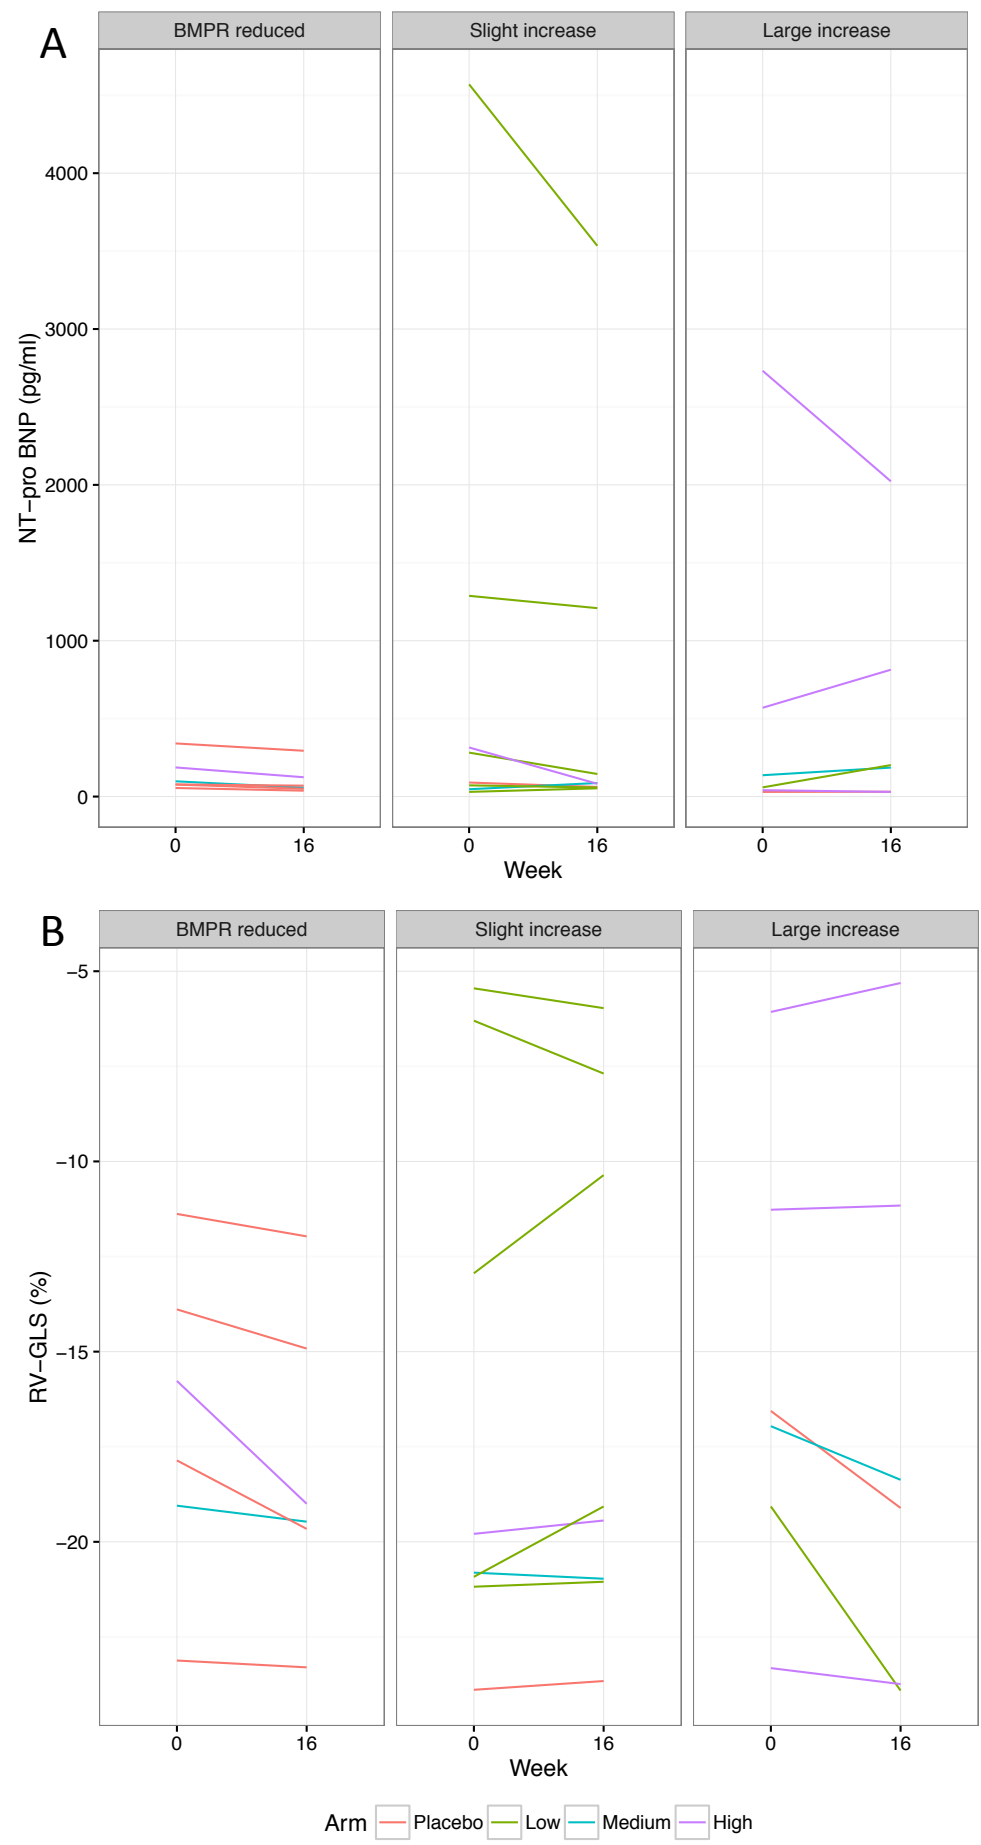 A
BMPR reduced Slight increase Large increase
NT−pro BNP (pg/ml)
4000
3000
2000
1000
0
0 16 0 16 0 16
Week
B
BMPR reduced Slight increase Large increase
RV−GLS (%)
−5
−10
−15
−20
0 16 0 16 0 16
Week
Arm Placebo Low Medium High